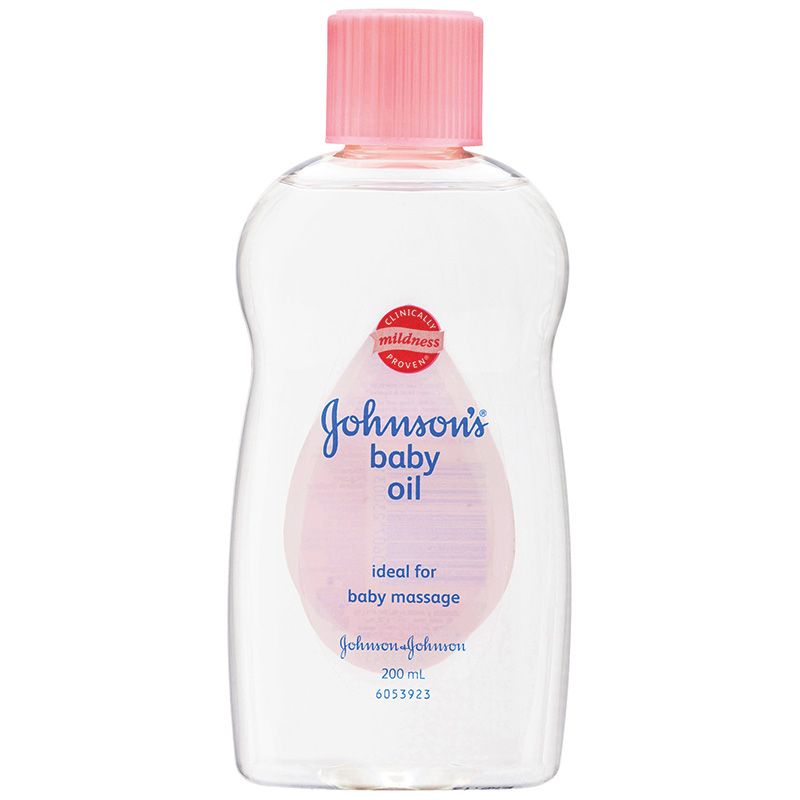 CLINICALLY
mildness
PROVEN®
Johnson's®
baby
oil
ideal for
baby massage
Johnson & Johnson
200 mL
6053923